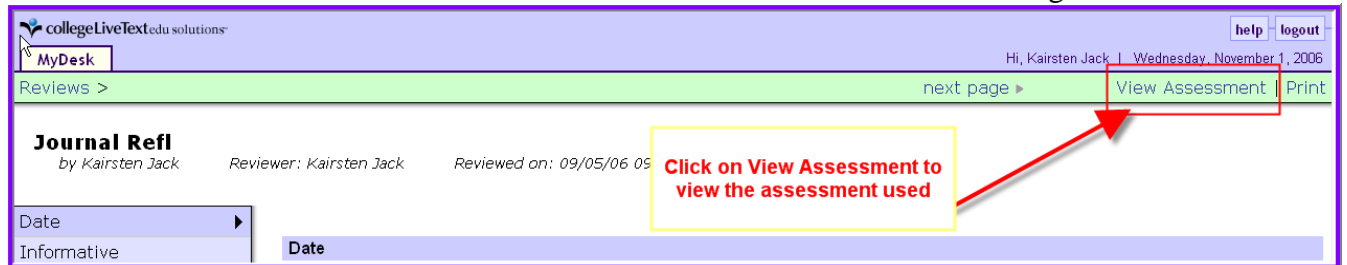 collegeLiveText edu solutions℠
help logout
MyDesk
Hi, Kairsten Jack | Wednesday, November 1, 2006
Reviews > next page ▸ View Assessment | Print
Journal Refl
by Kairsten Jack Reviewer: Kairsten Jack Reviewed on: 09/05/06 09
Click on View Assessment to
view the assessment used
Date
Informative
Date